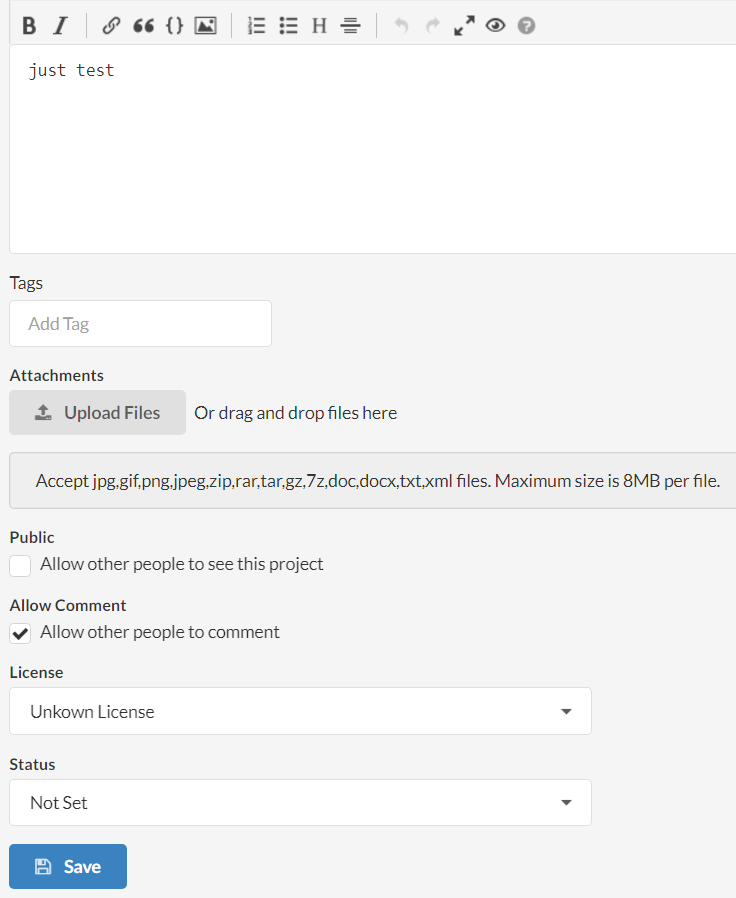 B I H
just test
Tags
Add Tag
Attachments
Upload Files Or drag and drop files here
Accept jpg,gif,png,jpeg,zip,rar,tar,gz,7z,doc,docx,txt,xml files. Maximum size is 8MB per file.
Public
Allow other people to see this project
Allow Comment
Allow other people to comment
License
Unkown License
Status
Not Set
Save